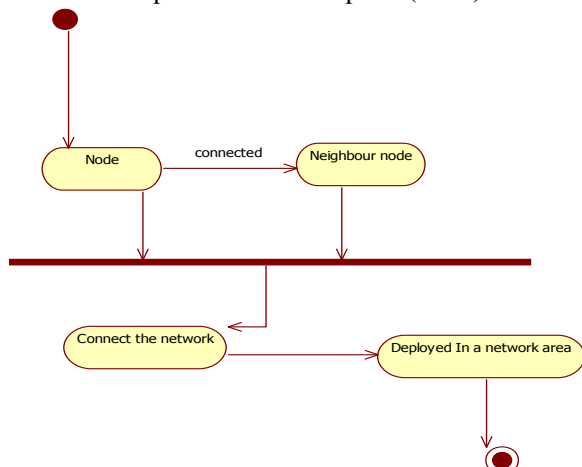 Node
connected
Neighbour node
Connect the network
Deployed In a network area